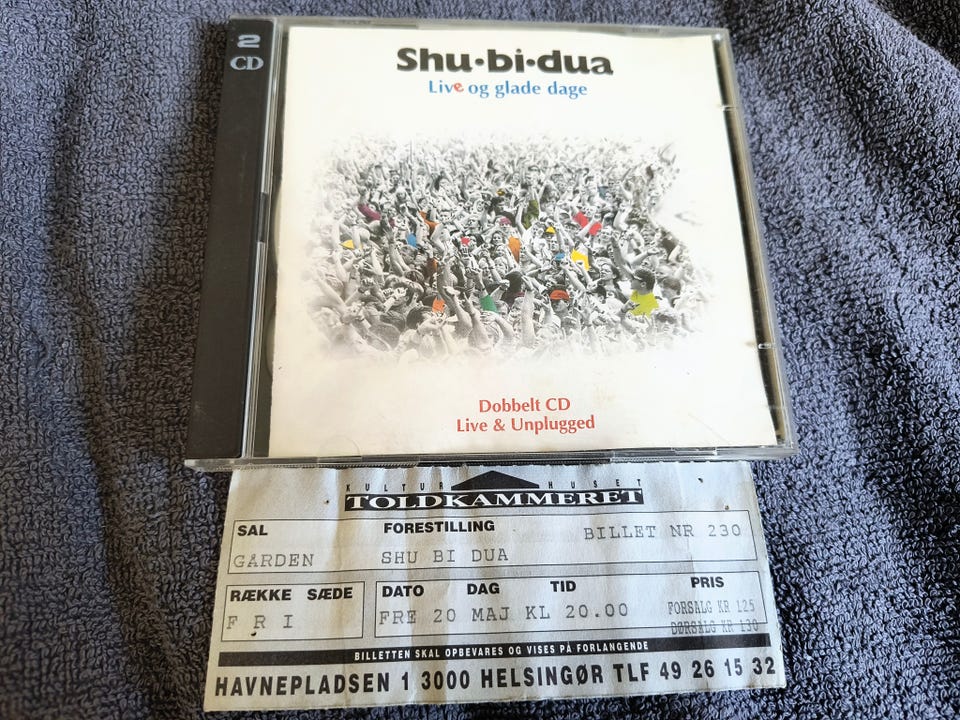 2
CD
Shu·bi·dua
Live og glade dage
Dobbelt CD
Live & Unplugged
KULTUR HUSET
TOLDKAMMERET
SAL FORESTILLING BILLET NR 230
GÅRDEN SHU BI DUA
RÆKKE SÆDE DATO DAG TID PRIS
F R I FRE 20 MAJ KL 20.00 FORSALG KR 125
DØRSALG KR 130
BILLETTEN SKAL OPBEVARES OG VISES PÅ FORLANGENDE
HAVNEPLADSEN 1 3000 HELSINGØR TLF 49 26 15 32